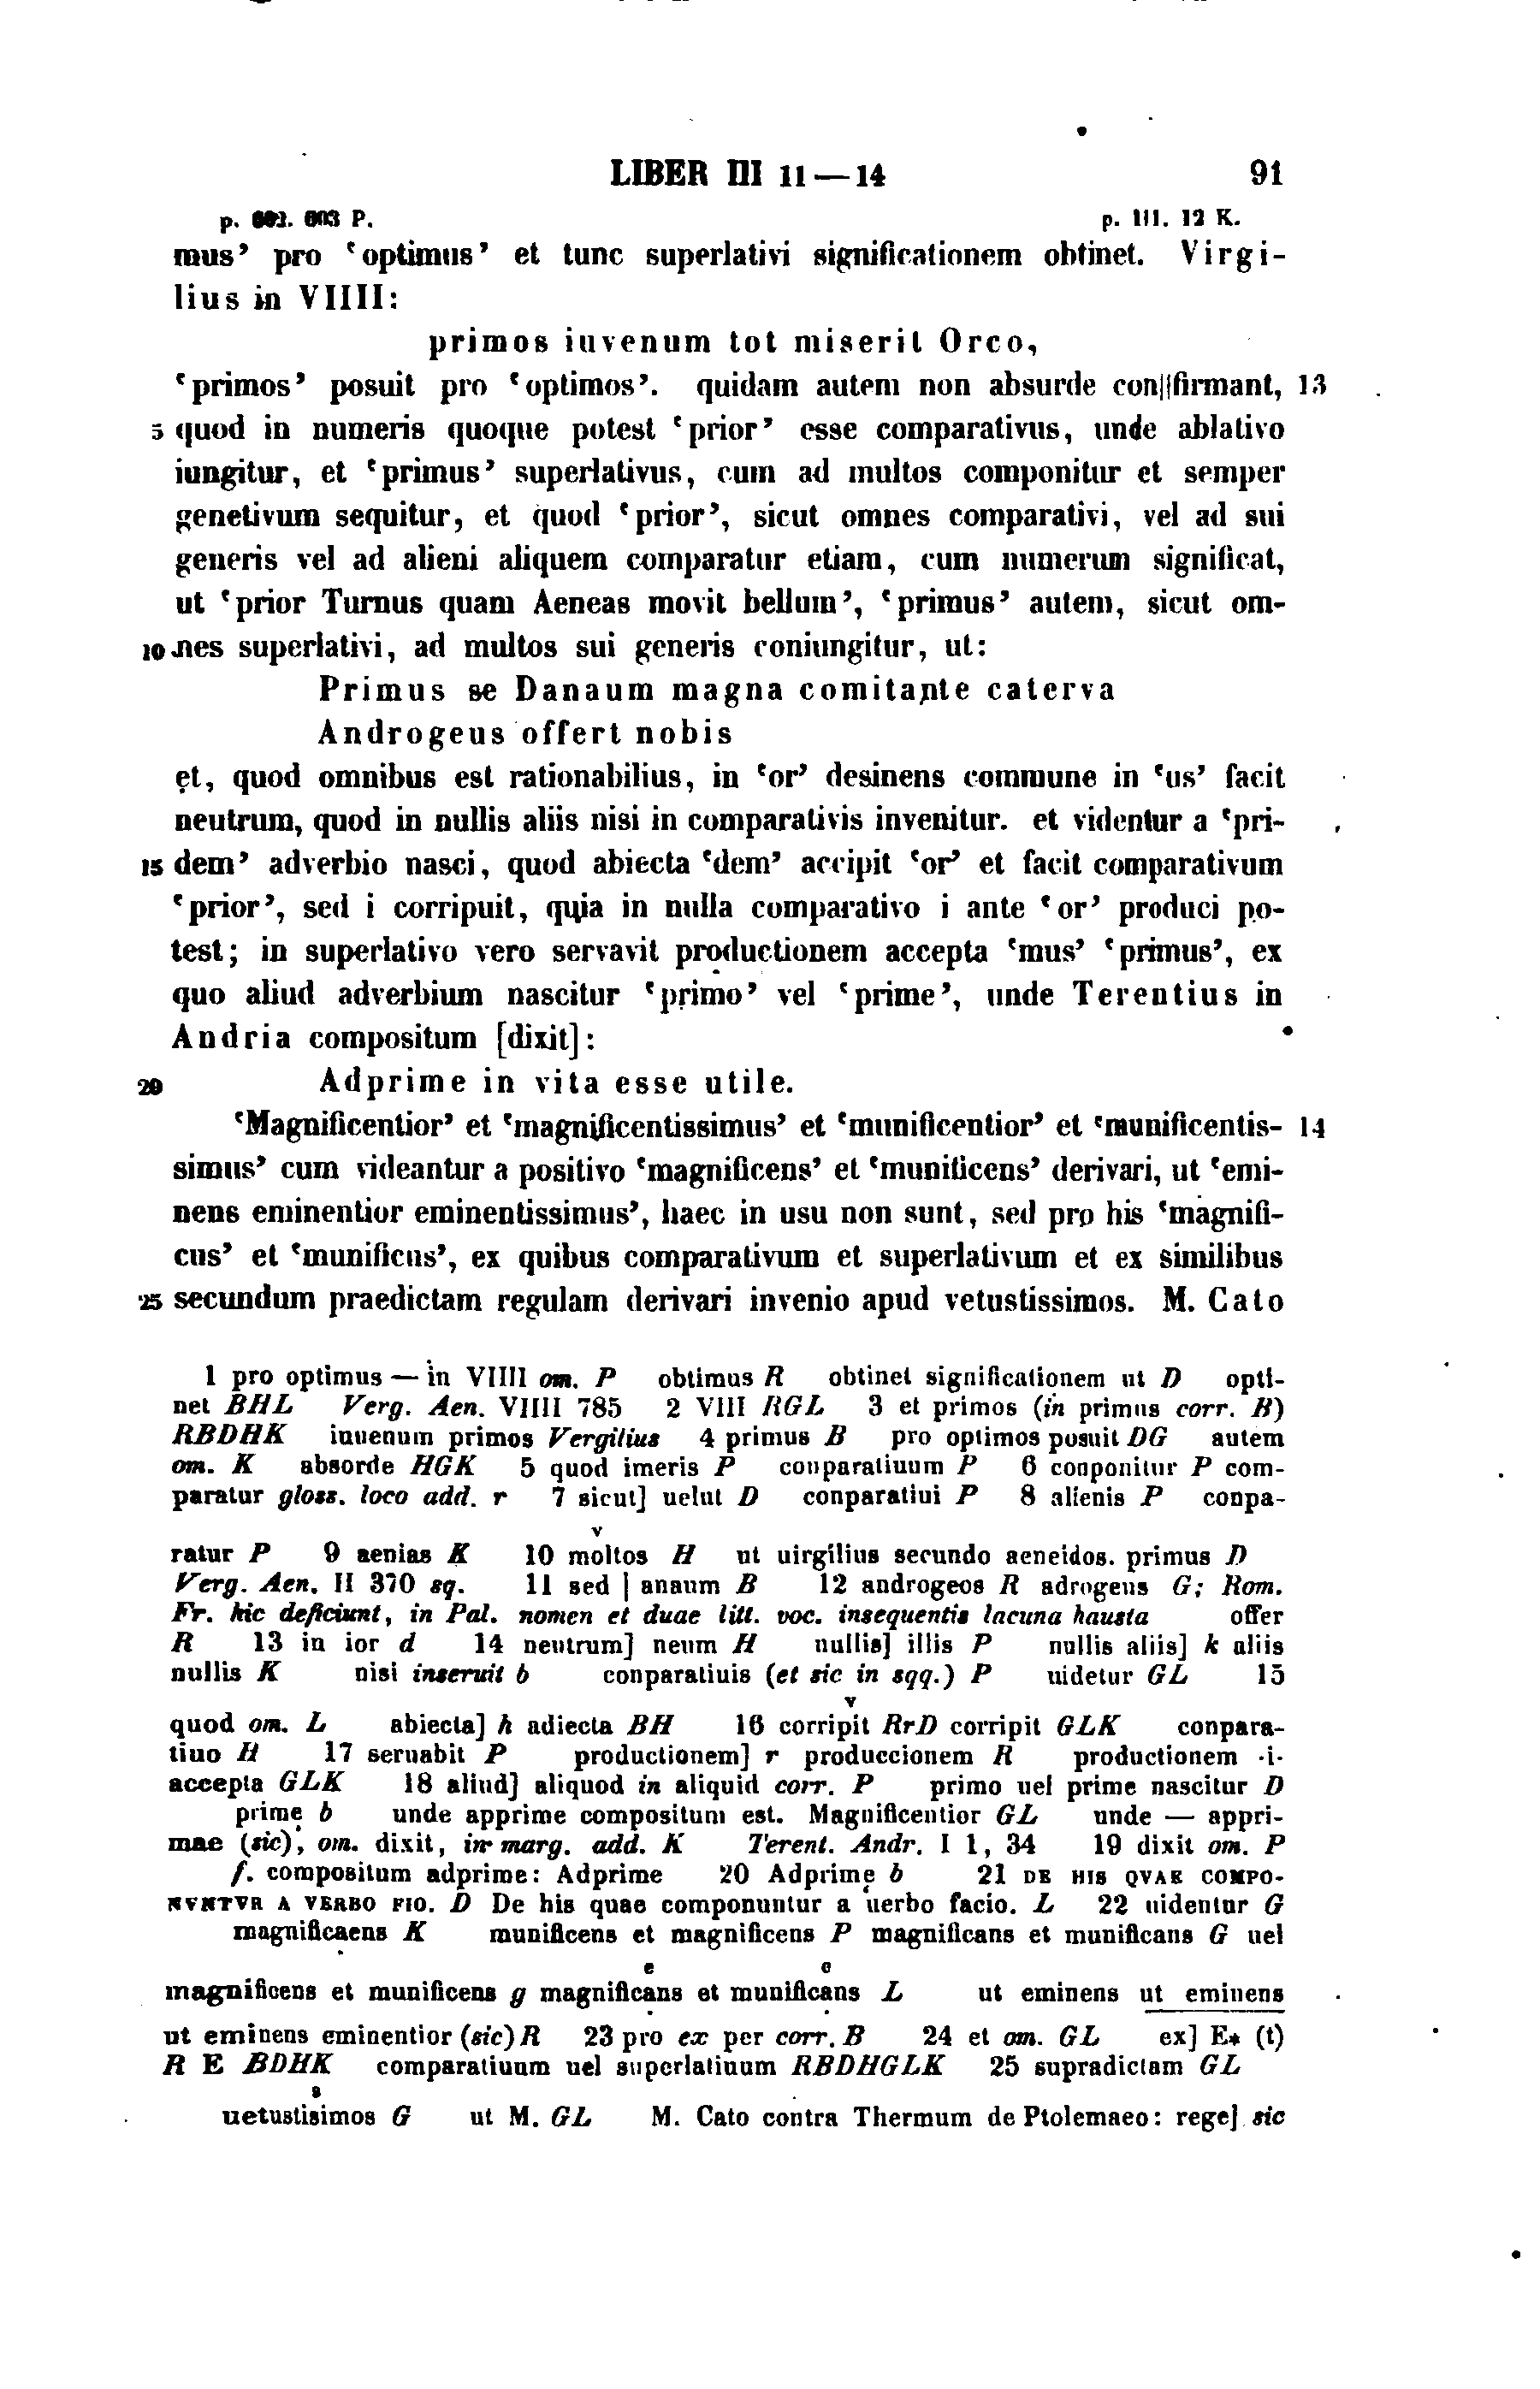 LIBER III 11—14 91
p. 602. 603 P. p. 111. 12 K.
mus’ pro ‘optimus’ et tunc superlativi significationem obtinet. Virgi-
lius in VIIII:
primos iuvenum tot miserit Orco,
‘primos’ posuit pro ‘optimos’. quidam autem non absurde con||firmant, 13
5 quod in numeris quoque potest ‘prior’ esse comparativus, unde ablativo
iungitur, et ‘primus’ superlativus, cum ad multos componitur et semper
genetivum sequitur, et quod ‘prior’, sicut omnes comparativi, vel ad sui
generis vel ad alieni aliquem comparatur etiam, cum numerum significat,
ut ‘prior Turnus quam Aeneas movit bellum’, ‘primus’ autem, sicut om-
10 nes superlativi, ad multos sui generis coniungitur, ut:
Primus se Danaum magna comitante caterva
Androgeus offert nobis
et, quod omnibus est rationabilius, in ‘or’ desinens commune in ‘us’ facit
neutrum, quod in nullis aliis nisi in comparativis invenitur. et videntur a ‘pri-
15 dem’ adverbio nasci, quod abiecta ‘dem’ accipit ‘or’ et facit comparativum
‘prior’, sed i corripuit, quia in nulla comparativo i ante ‘or’ produci po-
test; in superlativo vero servavit productionem accepta ‘mus’ ‘primus’, ex
quo aliud adverbium nascitur ‘primo’ vel ‘prime’, unde Terentius in
Andria compositum [dixit]:
20 Adprime in vita esse utile.
‘Magnificentior’ et ‘magnificentissimus’ et ‘munificentior’ et ‘munificentis- 14
simus’ cum videantur a positivo ‘magnificens’ et ‘munificens’ derivari, ut ‘emi-
nens eminentior eminentissimus’, haec in usu non sunt, sed pro his ‘magnifi-
cus’ et ‘munificus’, ex quibus comparativum et superlativum et ex similibus
25 secundum praedictam regulam derivari invenio apud vetustissimos. M. Cato
1 pro optimus — in VIIII om. P obtimus R obtinet significationem ut D opti-
net BHL Verg. Aen. VIIII 785 2 VIII RGL 3 et primos (in primus corr. B)
RBDHK iuuenum primos Vergilius 4 primus B pro optimos posuit DG autem
om. K absorde HGK 5 quod imeris P conparatiuum P 6 conponitur P com-
paratur gloss. loco add. r 7 sicut] uelut D conparatiui P 8 alienis P conpa-
v
ratur P 9 aenias K 10 moltos H ut uirgilius secundo aeneidos. primus D
Verg. Aen. II 370 sq. 11 sed | anaum B 12 androgeos R adrogeus G; Rom.
Fr. hic deficiunt, in Pal. nomen et duae litt. voc. insequentis lacuna hausta offer
R 13 in ior d 14 neutrum] neum H nullis] illis P nullis aliis] k aliis
nullis K nisi inseruit b conparatiuis (et sic in sqq.) P uidetur GL 15
v
quod om. L abiecta] h adiecta BH 16 corripit RrD corripit GLK conpara-
tiuo H 17 seruabit P productionem] r produccionem R productionem ·i·
accepta GLK 18 aliud] aliquod in aliquid corr. P primo uel prime nascitur D
prime b unde apprime compositum est. Magnificentior GL unde — appri-
mae (sic), om. dixit, in marg. add. K Terent. Andr. I 1, 34 19 dixit om. P
f. compositum adprime: Adprime 20 Adprimę b 21 DE HIS QVAE COMPO-
NVNTVR A VERBO FIO. D De his quae componuntur a uerbo facio. L 22 uidentur G
magnificaens K munificens et magnificens P magnificans et munificans G uel
e e
magnificens et munificens g magnificans et munificans L ut eminens ut eminens
ut eminens eminentior (sic) R 23 pro ex per corr. B 24 et om. GL ex] E* (t)
R E BDHK comparatiuum uel superlatiuum RBDHGLK 25 supradictam GL
s
uetustisimos G ut M. GL M. Cato contra Thermum de Ptolemaeo: rege] sic